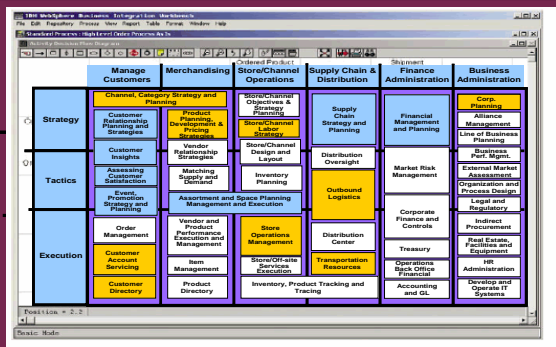 IBM WebSphere Business Integration Workbench
File Edit Repository Process View Report Table Format Window Help
Standard Process : High Level Order Process As Is
Activity Decision Flow Diagram
Ordered Product
Shipment
Manage
Customers
Merchandising
Store/Channel
Operations
Supply Chain &
Distribution
Finance
Administration
Business
Administration
Strategy
Channel, Category Strategy and
Planning
Customer
Relationship
Planning and
Strategies
Product
Planning,
Development &
Pricing
Strategies
Store/Channel
Objectives &
Strategy
Planning
Store/Channel
Labor
Strategy
Supply
Chain
Strategy and
Planning
Financial
Management
and Planning
Corp.
Planning
Alliance
Management
Line of Business
Planning
Tactics
Customer
Insights
Assessing
Customer
Satisfaction
Event,
Promotion
Strategy and
Planning
Vendor
Relationship
Strategies
Matching
Supply and
Demand
Store/Channel
Design and
Layout
Inventory
Planning
Assortment and Space Planning
Management and Execution
Distribution
Oversight
Outbound
Logistics
Market Risk
Management
Business
Perf. Mgmt.
External Market
Assessment
Organization and
Process Design
Legal and
Regulatory
Execution
Order
Management
Customer
Account
Servicing
Customer
Directory
Vendor and
Product
Performance
Execution and
Management
Item
Management
Product
Directory
Store
Operations
Management
Store/Off-site
Services
Execution
Inventory, Product Tracking and
Tracing
Distribution
Center
Transportation
Resources
Corporate
Finance and
Controls
Treasury
Operations
Back Office
Financial
Accounting
and GL
Indirect
Procurement
Real Estate,
Facilities and
Equipment
HR
Administration
Develop and
Operate IT
Systems
Position = 2.2
Basic Mode